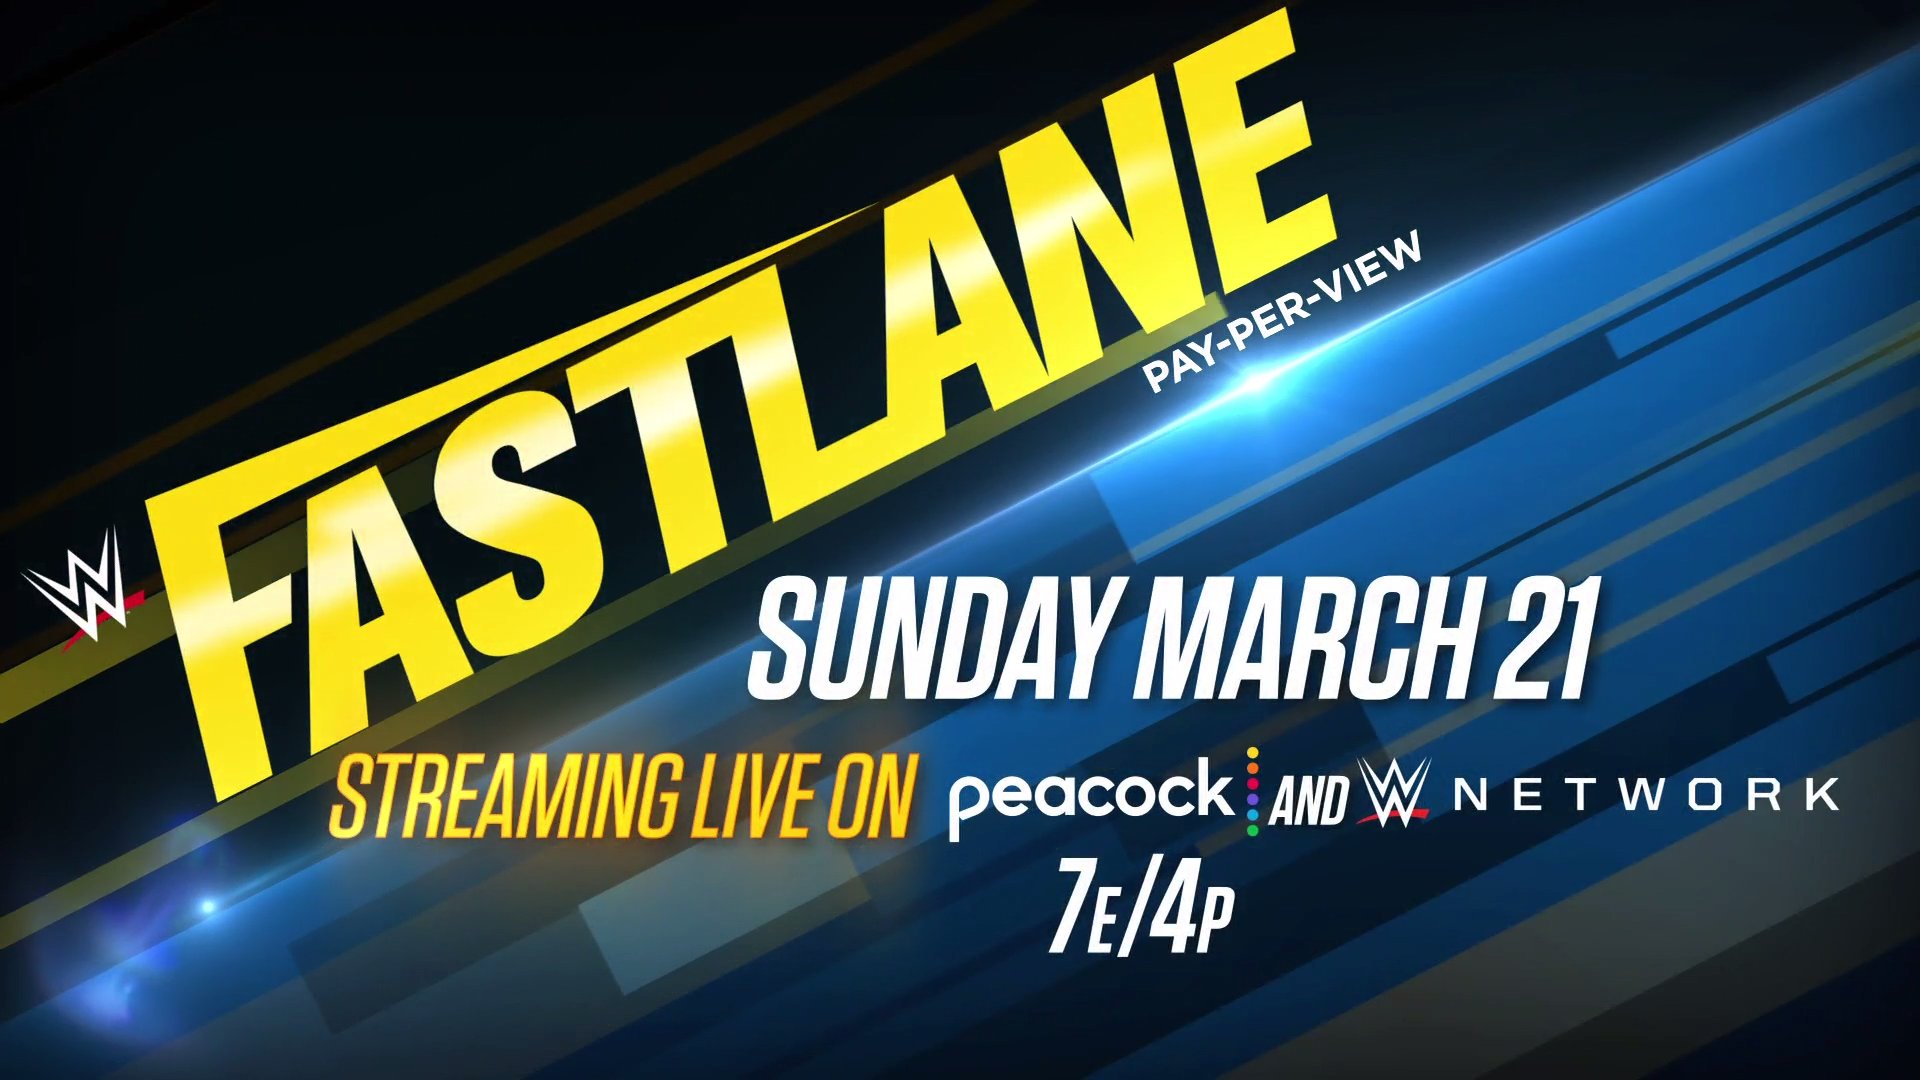 W
FASTLANE
PAY-PER-VIEW
SUNDAY MARCH 21
STREAMING LIVE ON peacock AND W NETWORK
7E/4P